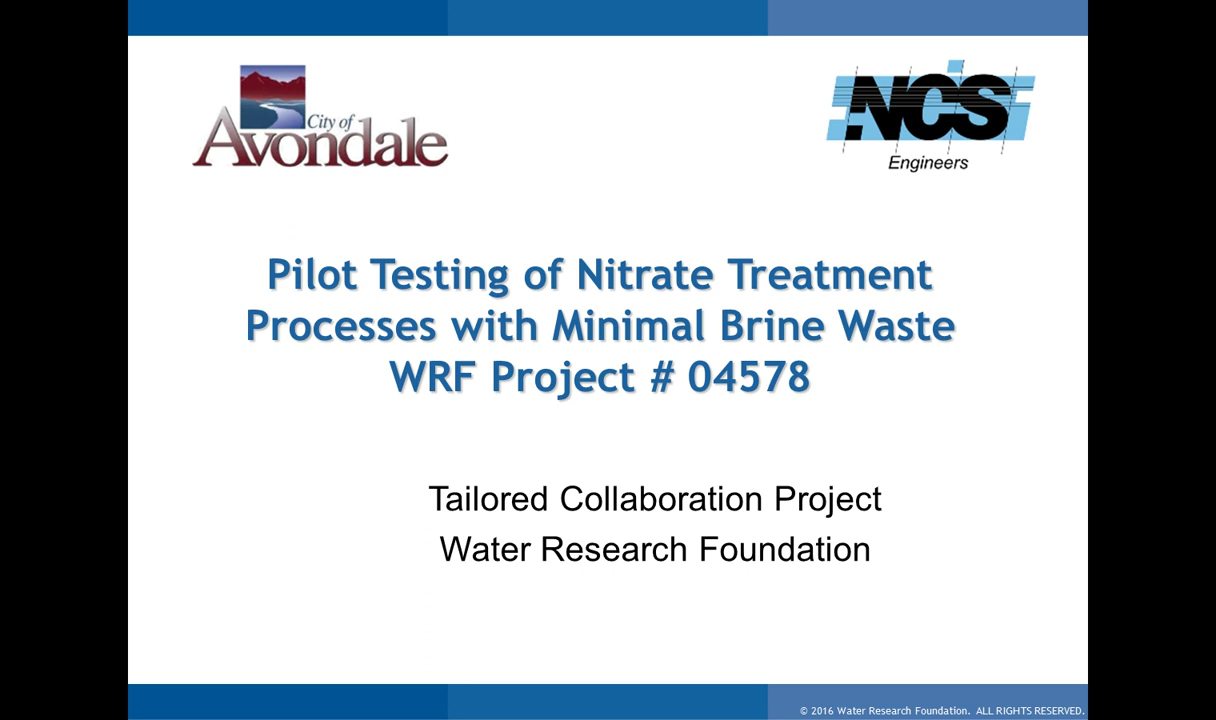 City of
Avondale
NCS
Engineers
Pilot Testing of Nitrate Treatment
Processes with Minimal Brine Waste
WRF Project # 04578
Tailored Collaboration Project
Water Research Foundation
© 2016 Water Research Foundation. ALL RIGHTS RESERVED.